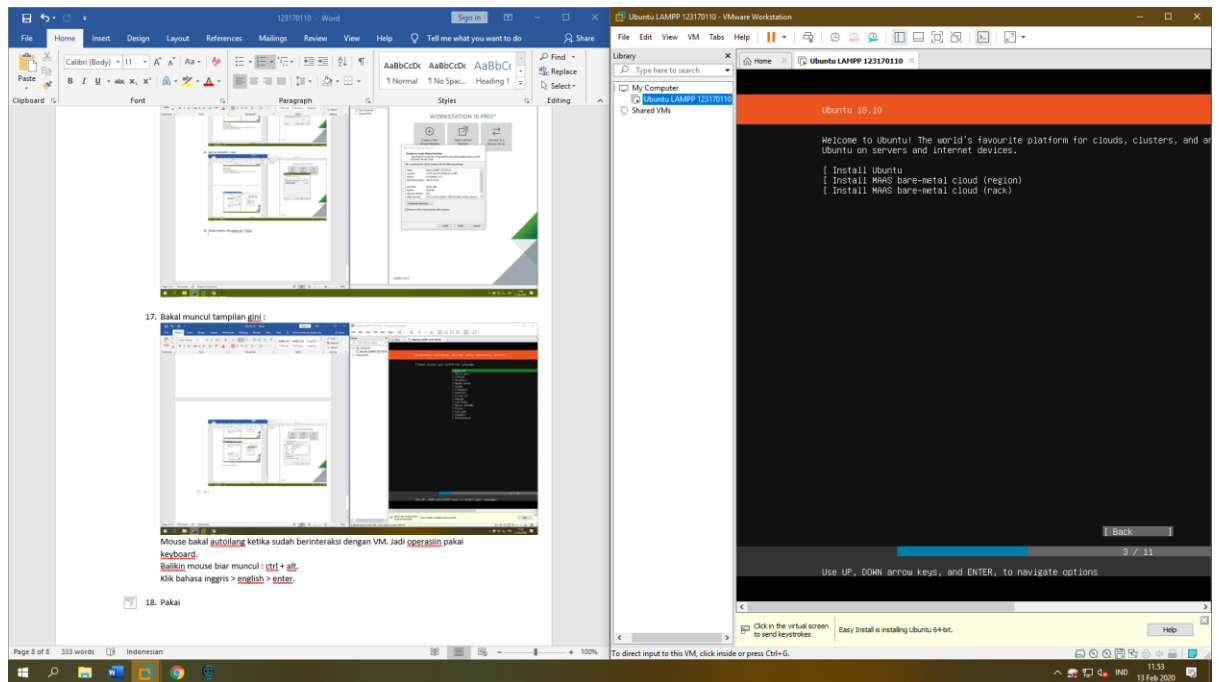 123170110 - Word
Sign in
File Home Insert Design Layout References Mailings Review View Help Tell me what you want to do Share
Paste
Calibri (Body) 11 A A Aa
B I U abc x₂ x²
AaBbCcDc AaBbCcDc AaBbCc
¶ Normal ¶ No Spac... Heading 1
Find
Replace
Select
Clipboard Font Paragraph Styles Editing
WORKSTATION 15 PRO™
17. Bakal muncul tampilan gini :
Mouse bakal autoilang ketika sudah berinteraksi dengan VM. Jadi operasiin pakai
keyboard.
Balikin mouse biar muncul : ctrl + alt.
Klik bahasa inggris > english > enter.
18. Pakai
Page 8 of 8 333 words Indonesian 100%
Ubuntu LAMPP 123170110 - VMware Workstation
File Edit View VM Tabs Help
Library
Type here to search
My Computer
Ubuntu LAMPP 123170110
Shared VMs
Home Ubuntu LAMPP 123170110
Ubuntu 18.10
Welcome to Ubuntu! The world's favourite platform for clouds, clusters, and
Ubuntu on servers and internet devices.
[ Install Ubuntu
[ Install MAAS bare-metal cloud (region)
[ Install MAAS bare-metal cloud (rack)
[ Back ]
3 / 11
Use UP, DOWN arrow keys, and ENTER, to navigate options
Click in the virtual screen
to send keystrokes
Easy Install is installing Ubuntu 64-bit.
Help
To direct input to this VM, click inside or press Ctrl+G.
IND
11.53
13 Feb 2020